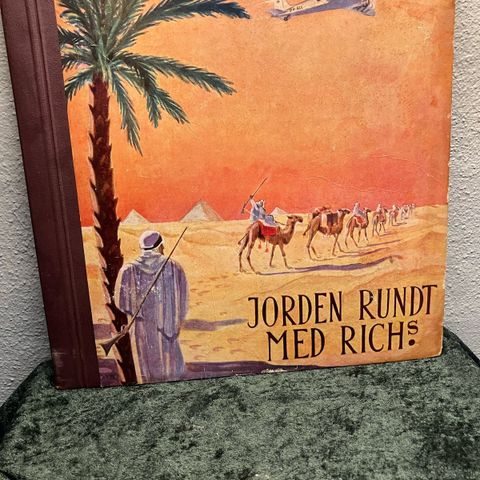 JORDEN RUNDT
MED RICHs.